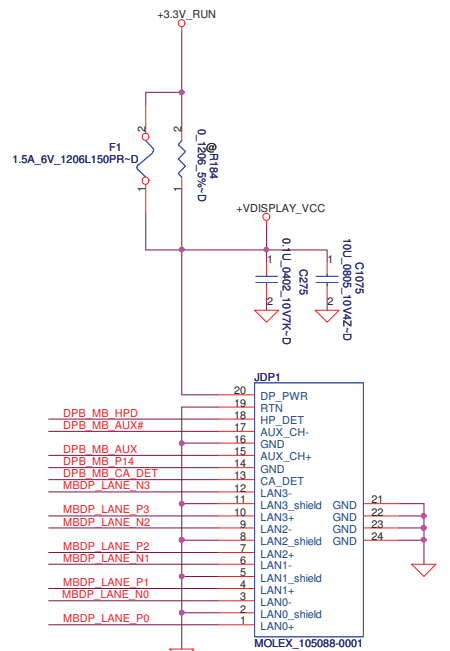 +3.3V_RUN
F1
1.5A_6V_1206L150PR~D
2
1
2
1
@R184
0_1206_5%~D
+VDISPLAY_VCC
1
2
C275
0.1U_0402_10V7K~D
1
2
C1075
10U_0805_10V4Z~D
JDP1
20 DP_PWR
19 RTN
DPB_MB_HPD 18 HP_DET
DPB_MB_AUX# 17 AUX_CH-
16 GND
DPB_MB_AUX 15 AUX_CH+
DPB_MB_P14 14 GND
DPB_MB_CA_DET 13 CA_DET
MBDP_LANE_N3 12 LAN3-
11 LAN3_shield GND 21
MBDP_LANE_P3 10 LAN3+ GND 22
MBDP_LANE_N2 9 LAN2- GND 23
8 LAN2_shield GND 24
MBDP_LANE_P2 7 LAN2+
MBDP_LANE_N1 6 LAN1-
5 LAN1_shield
MBDP_LANE_P1 4 LAN1+
MBDP_LANE_N0 3 LAN0-
2 LAN0_shield
MBDP_LANE_P0 1 LAN0+
MOLEX_105088-0001